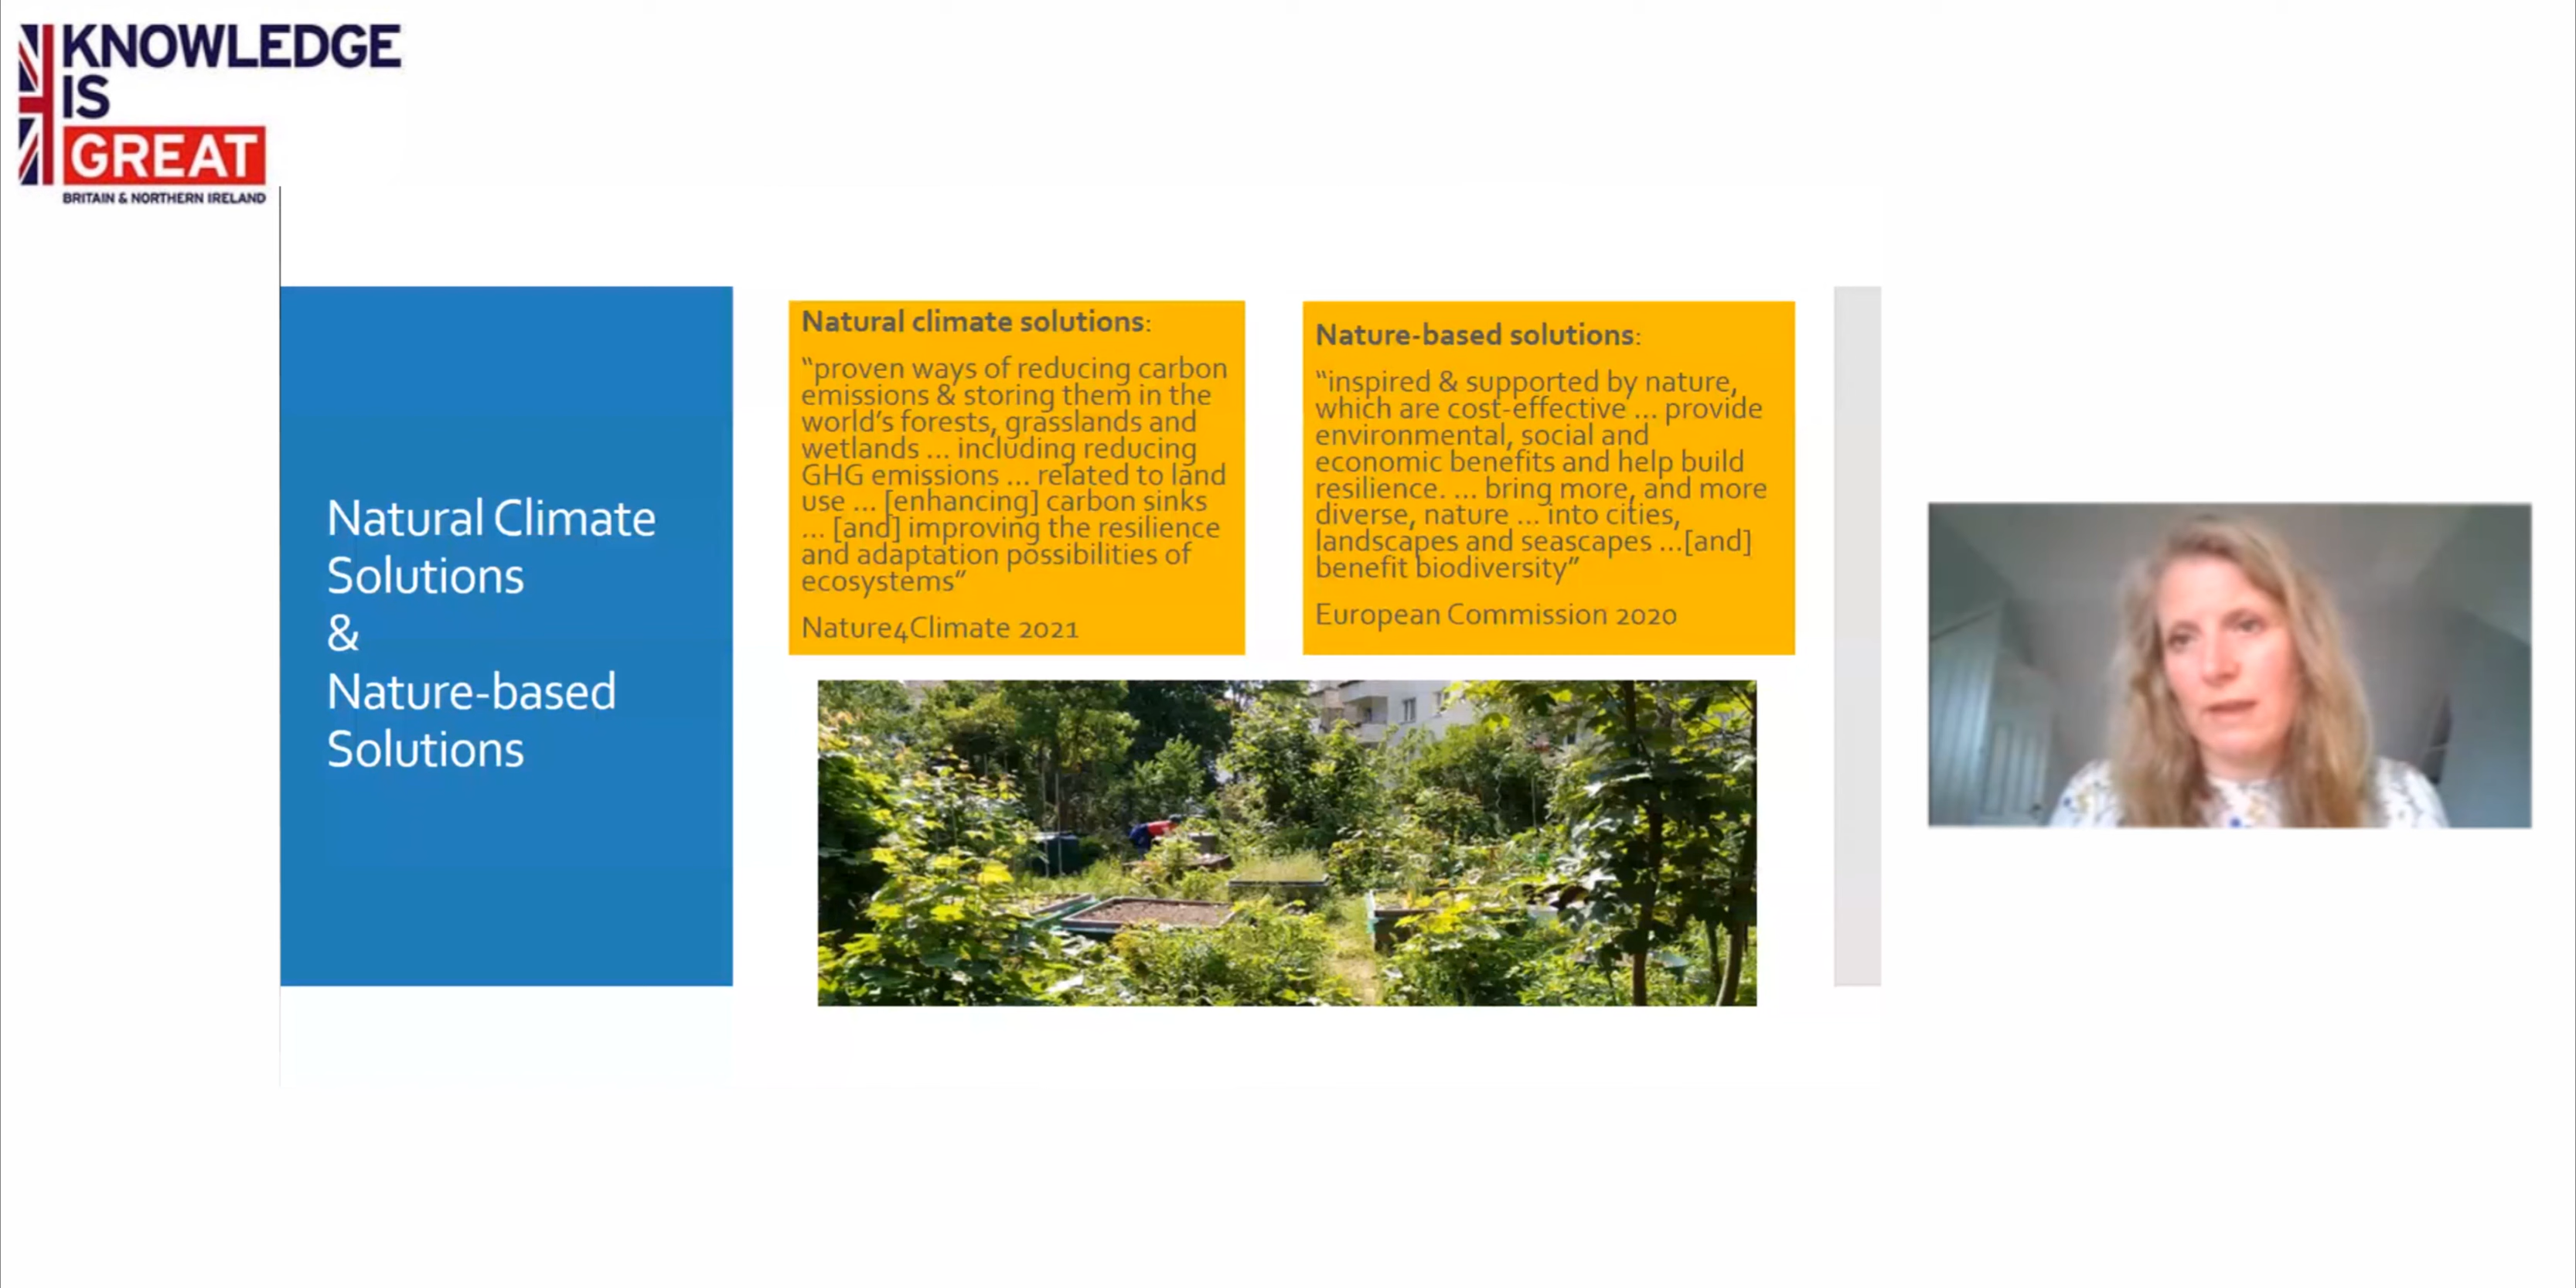 KNOWLEDGE
IS
GREAT
BRITAIN & NORTHERN IRELAND
Natural Climate
Solutions
&
Nature-based
Solutions
Natural climate solutions:
“proven ways of reducing carbon
emissions & storing them in the
world’s forests, grasslands and
wetlands ... including reducing
GHG emissions ... related to land
use ... [enhancing] carbon sinks
... [and] improving the resilience
and adaptation possibilities of
ecosystems”
Nature4Climate 2021
Nature-based solutions:
“inspired & supported by nature,
which are cost-effective ... provide
environmental, social and
economic benefits and help build
resilience. ... bring more, and more
diverse, nature ... into cities,
landscapes and seascapes ...[and]
benefit biodiversity”
European Commission 2020